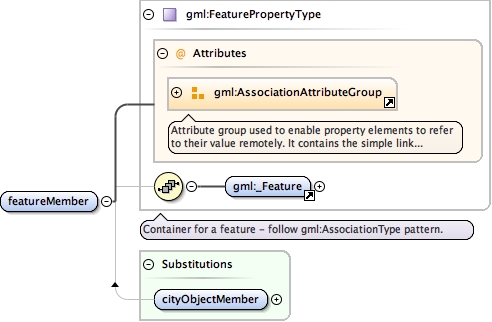 gml:FeaturePropertyType
@ Attributes
gml:AssociationAttributeGroup
Attribute group used to enable property elements to refer
to their value remotely. It contains the simple link...
featureMember
gml:_Feature
Container for a feature - follow gml:AssociationType pattern.
Substitutions
cityObjectMember